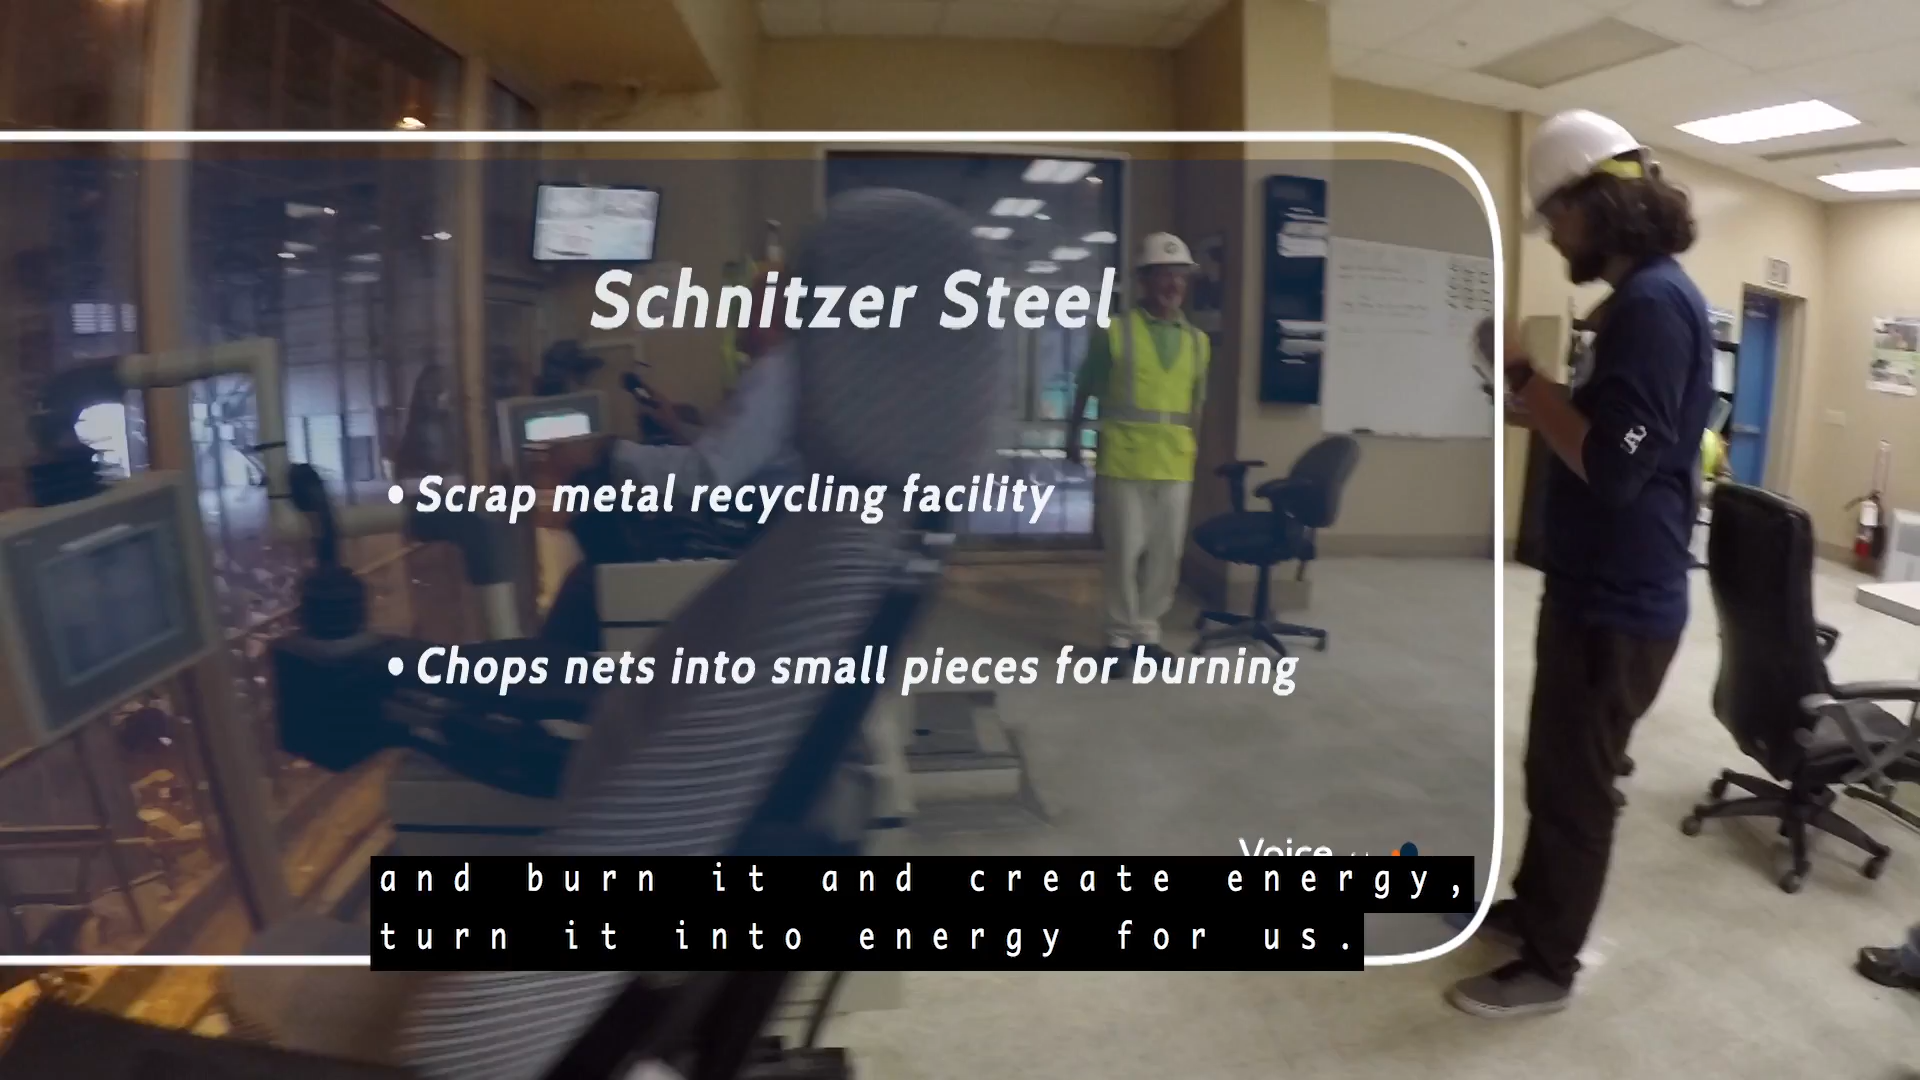 Schnitzer Steel
• Scrap metal recycling facility
• Chops nets into small pieces for burning
Voice
and burn it and create energy,
turn it into energy for us.